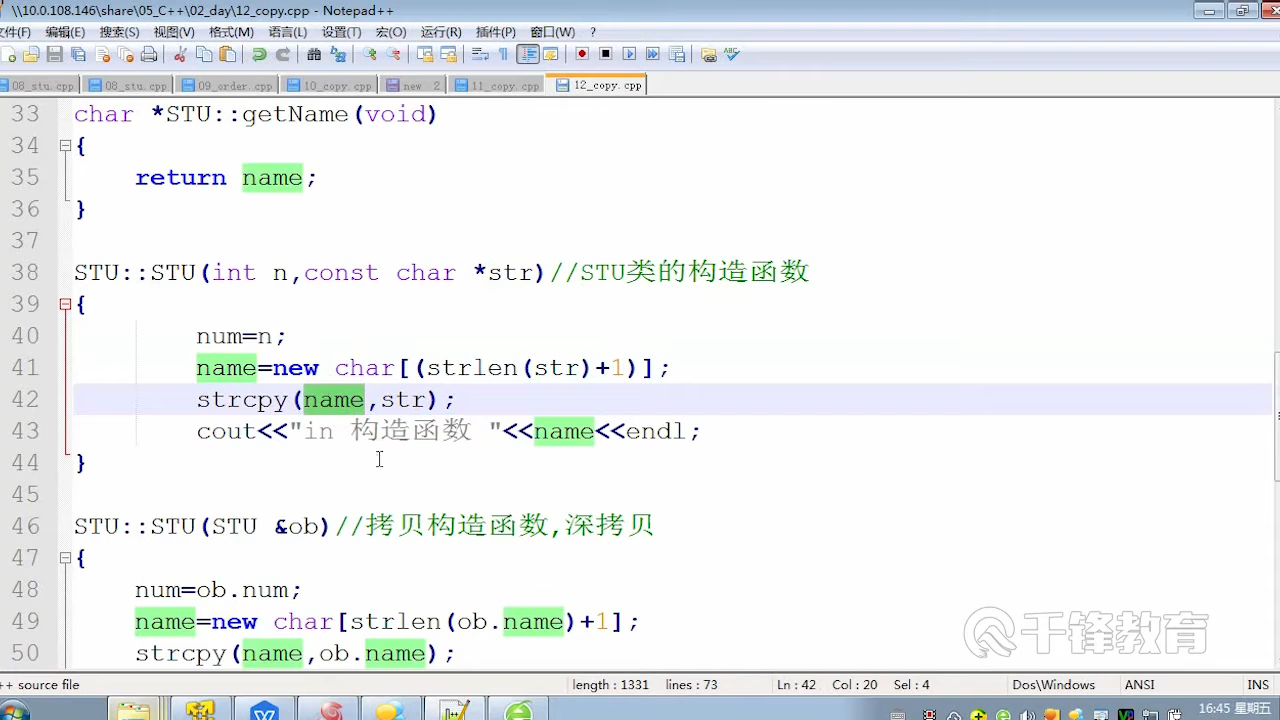 \\10.0.108.146\share\05_C++\02_day\12_copy.cpp - Notepad++
文件(F) 编辑(E) 搜索(S) 视图(V) 格式(M) 语言(L) 设置(T) 宏(O) 运行(R) 插件(P) 窗口(W) ?
08_stu.cpp 08_stu.cpp 09_order.cpp 10_copy.cpp new 2 11_copy.cpp 12_copy.cpp
33 char *STU::getName(void)
34 {
35 return name;
36 }
37
38 STU::STU(int n,const char *str)//STU类的构造函数
39 {
40 num=n;
41 name=new char[(strlen(str)+1)];
42 strcpy(name,str);
43 cout<<"in 构造函数 "<<name<<endl;
44 }
45
46 STU::STU(STU &ob)//拷贝构造函数,深拷贝
47 {
48 num=ob.num;
49 name=new char[strlen(ob.name)+1];
50 strcpy(name,ob.name);
千锋教育
++ source file length : 1331 lines : 73 Ln : 42 Col : 20 Sel : 4 Dos\Windows ANSI INS
16:45 星期五